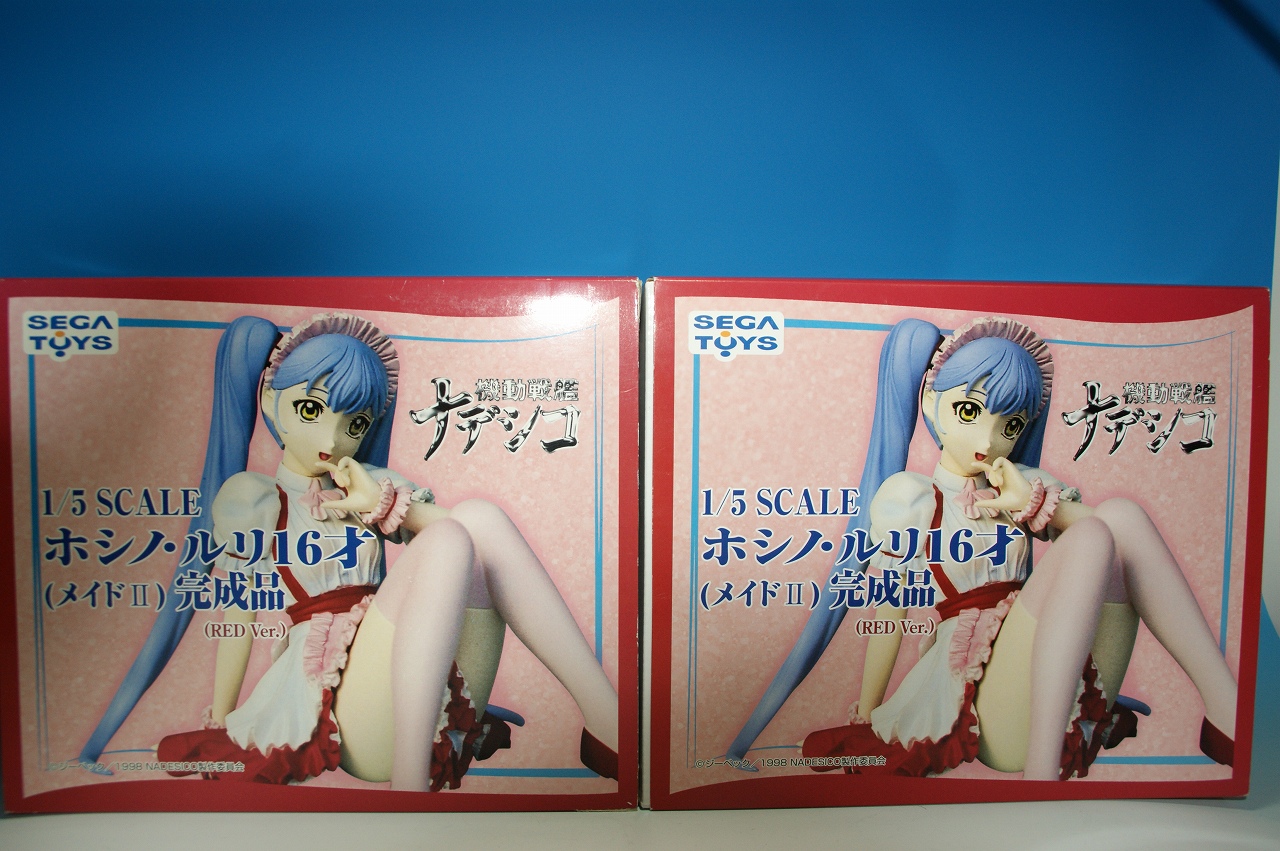 SEGA
TOYS
機動戦艦
ナデシコ
1/5 SCALE
ホシノ・ルリ16才
(メイドⅡ) 完成品
(RED Ver.)
©ジーベック／1998 NADESICO製作委員会
SEGA
TOYS
機動戦艦
ナデシコ
1/5 SCALE
ホシノ・ルリ16才
(メイドⅡ) 完成品
(RED Ver.)
©ジーベック／1998 NADESICO製作委員会